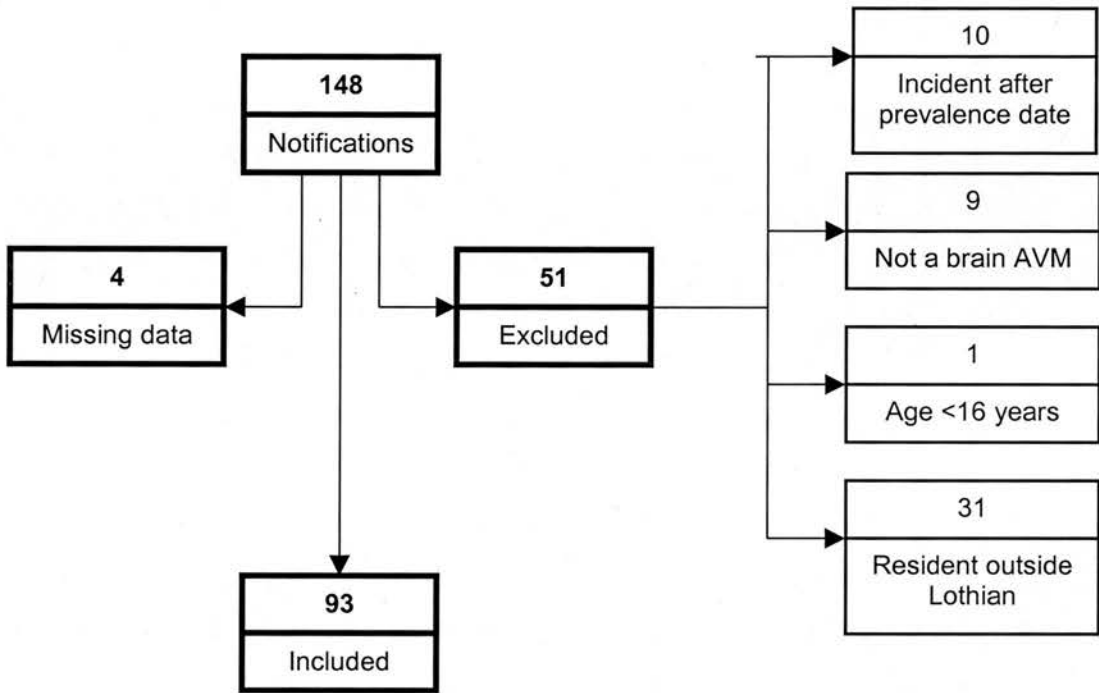 148
Notifications
4
Missing data
51
Excluded
93
Included
10
Incident after
prevalence date
9
Not a brain AVM
1
Age <16 years
31
Resident outside
Lothian